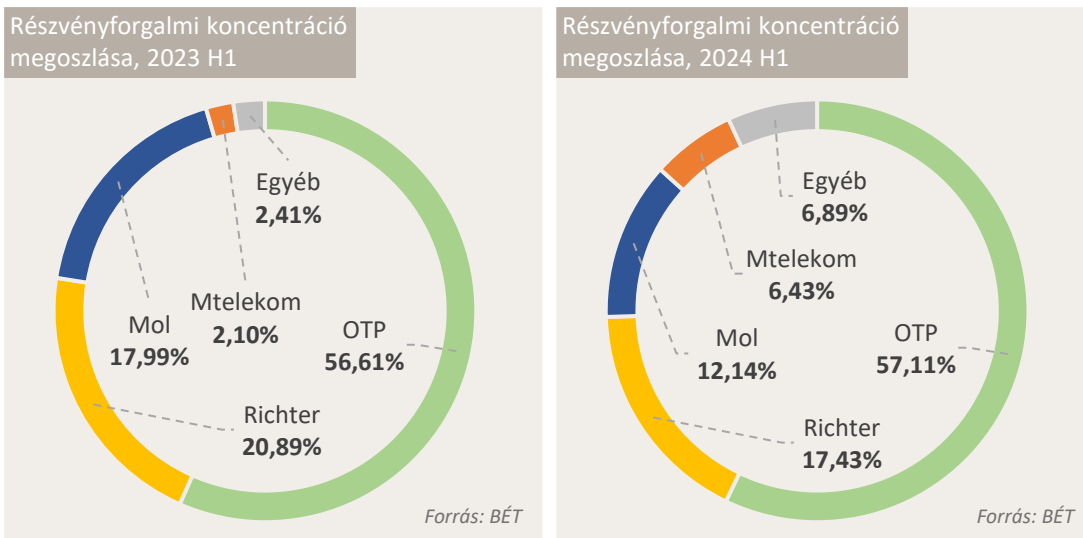 Részvényforgalmi koncentráció
megoszlása, 2023 H1
Egyéb
2,41%
Mtelekom
2,10%
Mol
17,99%
OTP
56,61%
Richter
20,89%
Forrás: BÉT
Részvényforgalmi koncentráció
megoszlása, 2024 H1
Egyéb
6,89%
Mtelekom
6,43%
Mol
12,14%
OTP
57,11%
Richter
17,43%
Forrás: BÉT